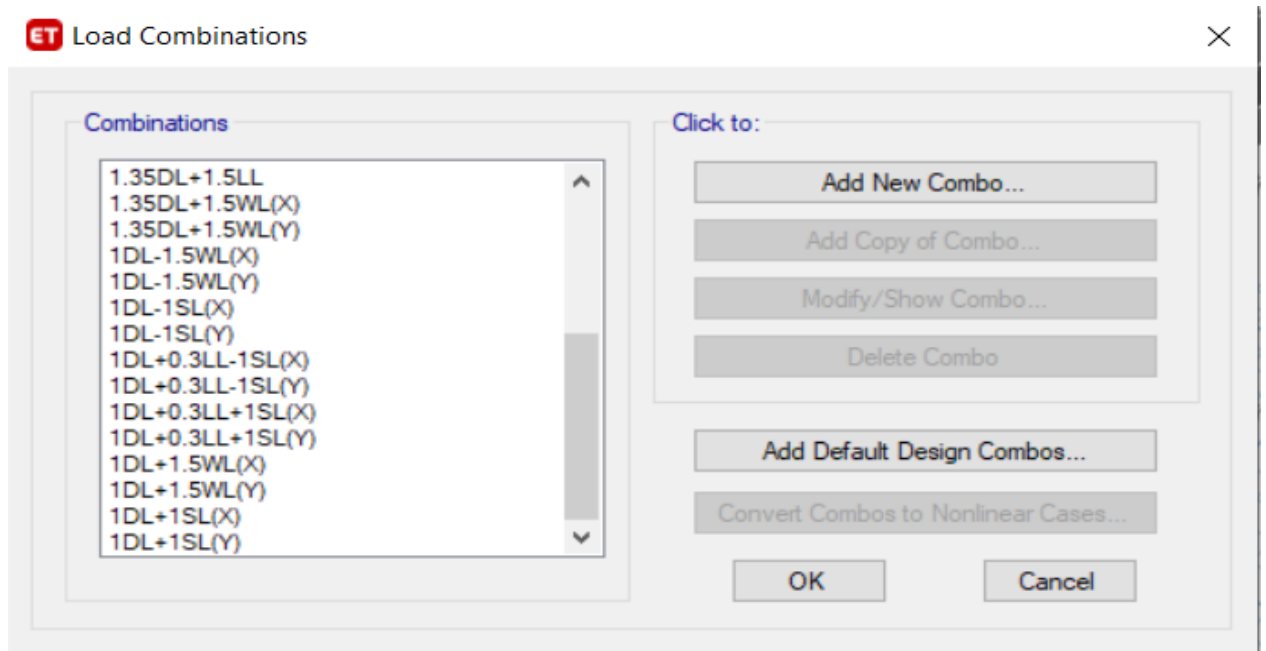 ET Load Combinations
Combinations
1.35DL+1.5LL
1.35DL+1.5WL(X)
1.35DL+1.5WL(Y)
1DL-1.5WL(X)
1DL-1.5WL(Y)
1DL-1SL(X)
1DL-1SL(Y)
1DL+0.3LL-1SL(X)
1DL+0.3LL-1SL(Y)
1DL+0.3LL+1SL(X)
1DL+0.3LL+1SL(Y)
1DL+1.5WL(X)
1DL+1.5WL(Y)
1DL+1SL(X)
1DL+1SL(Y)
Click to:
Add New Combo...
Add Copy of Combo...
Modify/Show Combo...
Delete Combo
Add Default Design Combos...
Convert Combos to Nonlinear Cases...
OK Cancel